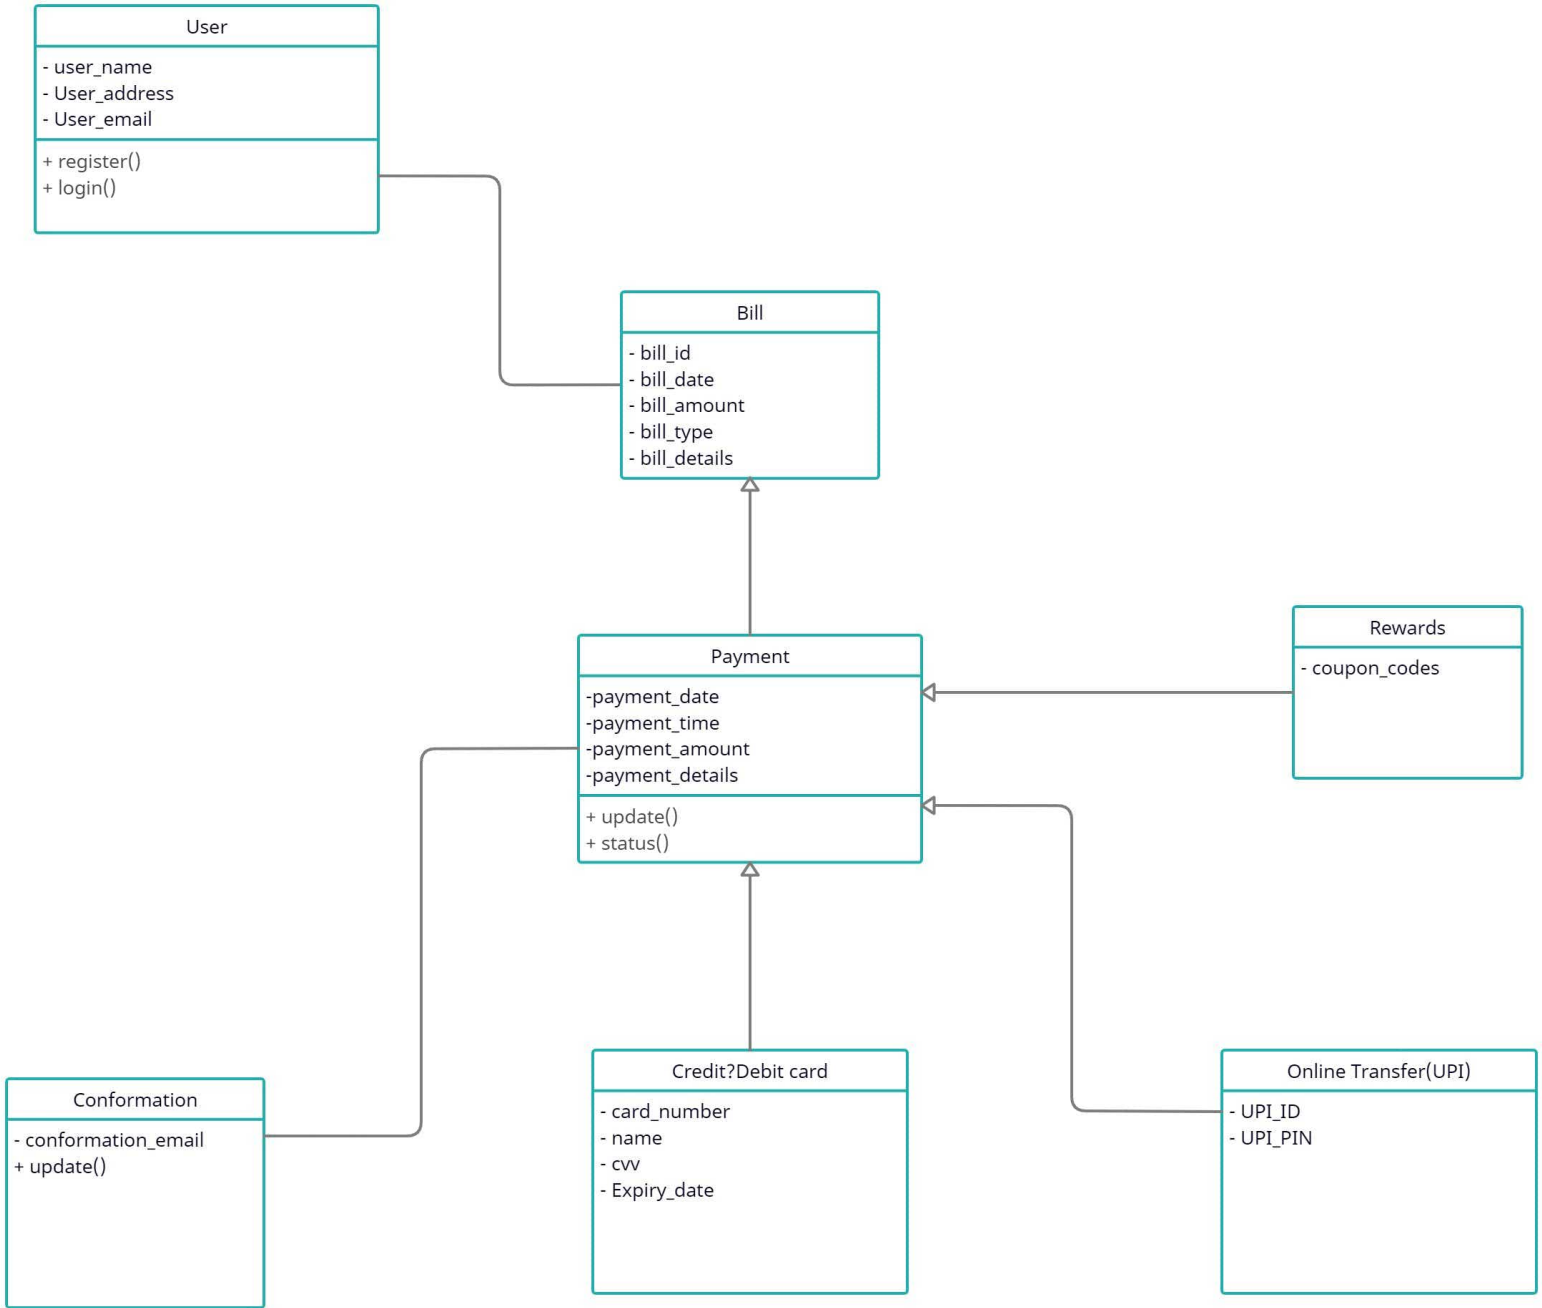 User
- user_name
- User_address
- User_email
+ register()
+ login()
Bill
- bill_id
- bill_date
- bill_amount
- bill_type
- bill_details
Payment
-payment_date
-payment_time
-payment_amount
-payment_details
+ update()
+ status()
Rewards
- coupon_codes
Conformation
- conformation_email
+ update()
Credit?Debit card
- card_number
- name
- cvv
- Expiry_date
Online Transfer(UPI)
- UPI_ID
- UPI_PIN